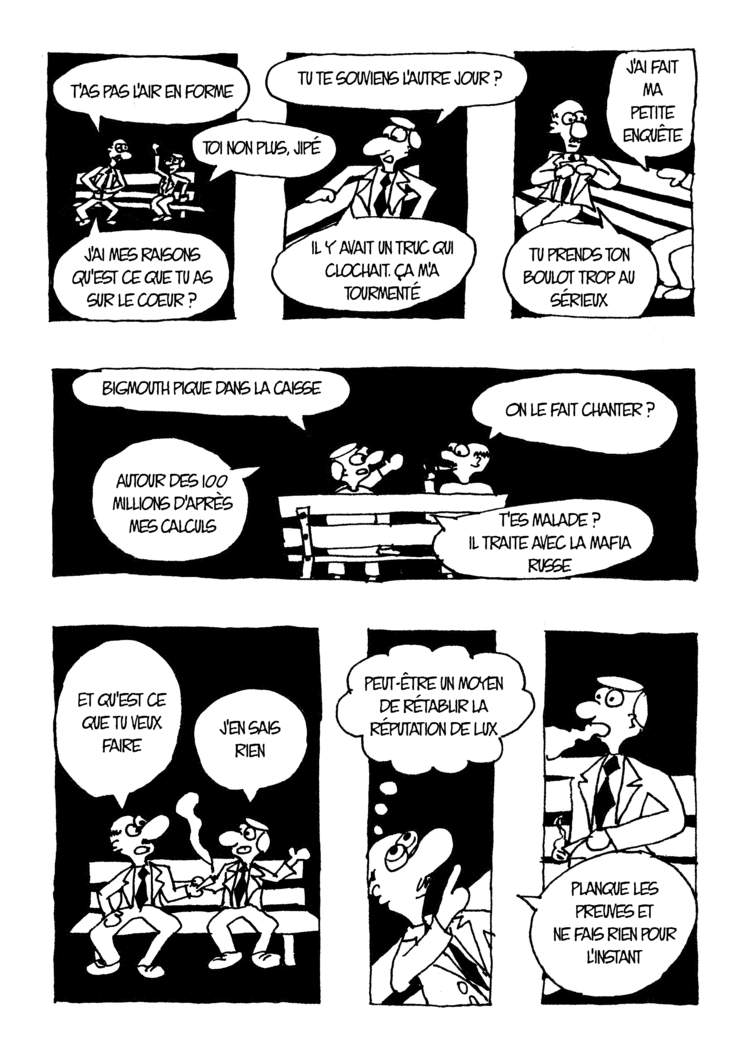 T'AS PAS L'AIR EN FORME
TOI NON PLUS, JIPÉ
J'AI MES RAISONS
QU'EST CE QUE TU AS
SUR LE COEUR ?
TU TE SOUVIENS L'AUTRE JOUR ?
IL Y AVAIT UN TRUC QUI
CLOCHAIT. ÇA M'A
TOURMENTÉ
J'AI FAIT
MA
PETITE
ENQUÊTE
TU PRENDS TON
BOULOT TROP AU
SÉRIEUX
BIGMOUTH PIQUE DANS LA CAISSE
ON LE FAIT CHANTER ?
AUTOUR DES 100
MILLIONS D'APRÈS
MES CALCULS
T'ES MALADE ?
IL TRAITE AVEC LA MAFIA
RUSSE
ET QU'EST CE
QUE TU VEUX
FAIRE
J'EN SAIS
RIEN
PEUT-ÊTRE UN MOYEN
DE RÉTABLIR LA
RÉPUTATION DE LUX
PLANQUE LES
PREUVES ET
NE FAIS RIEN POUR
L'INSTANT